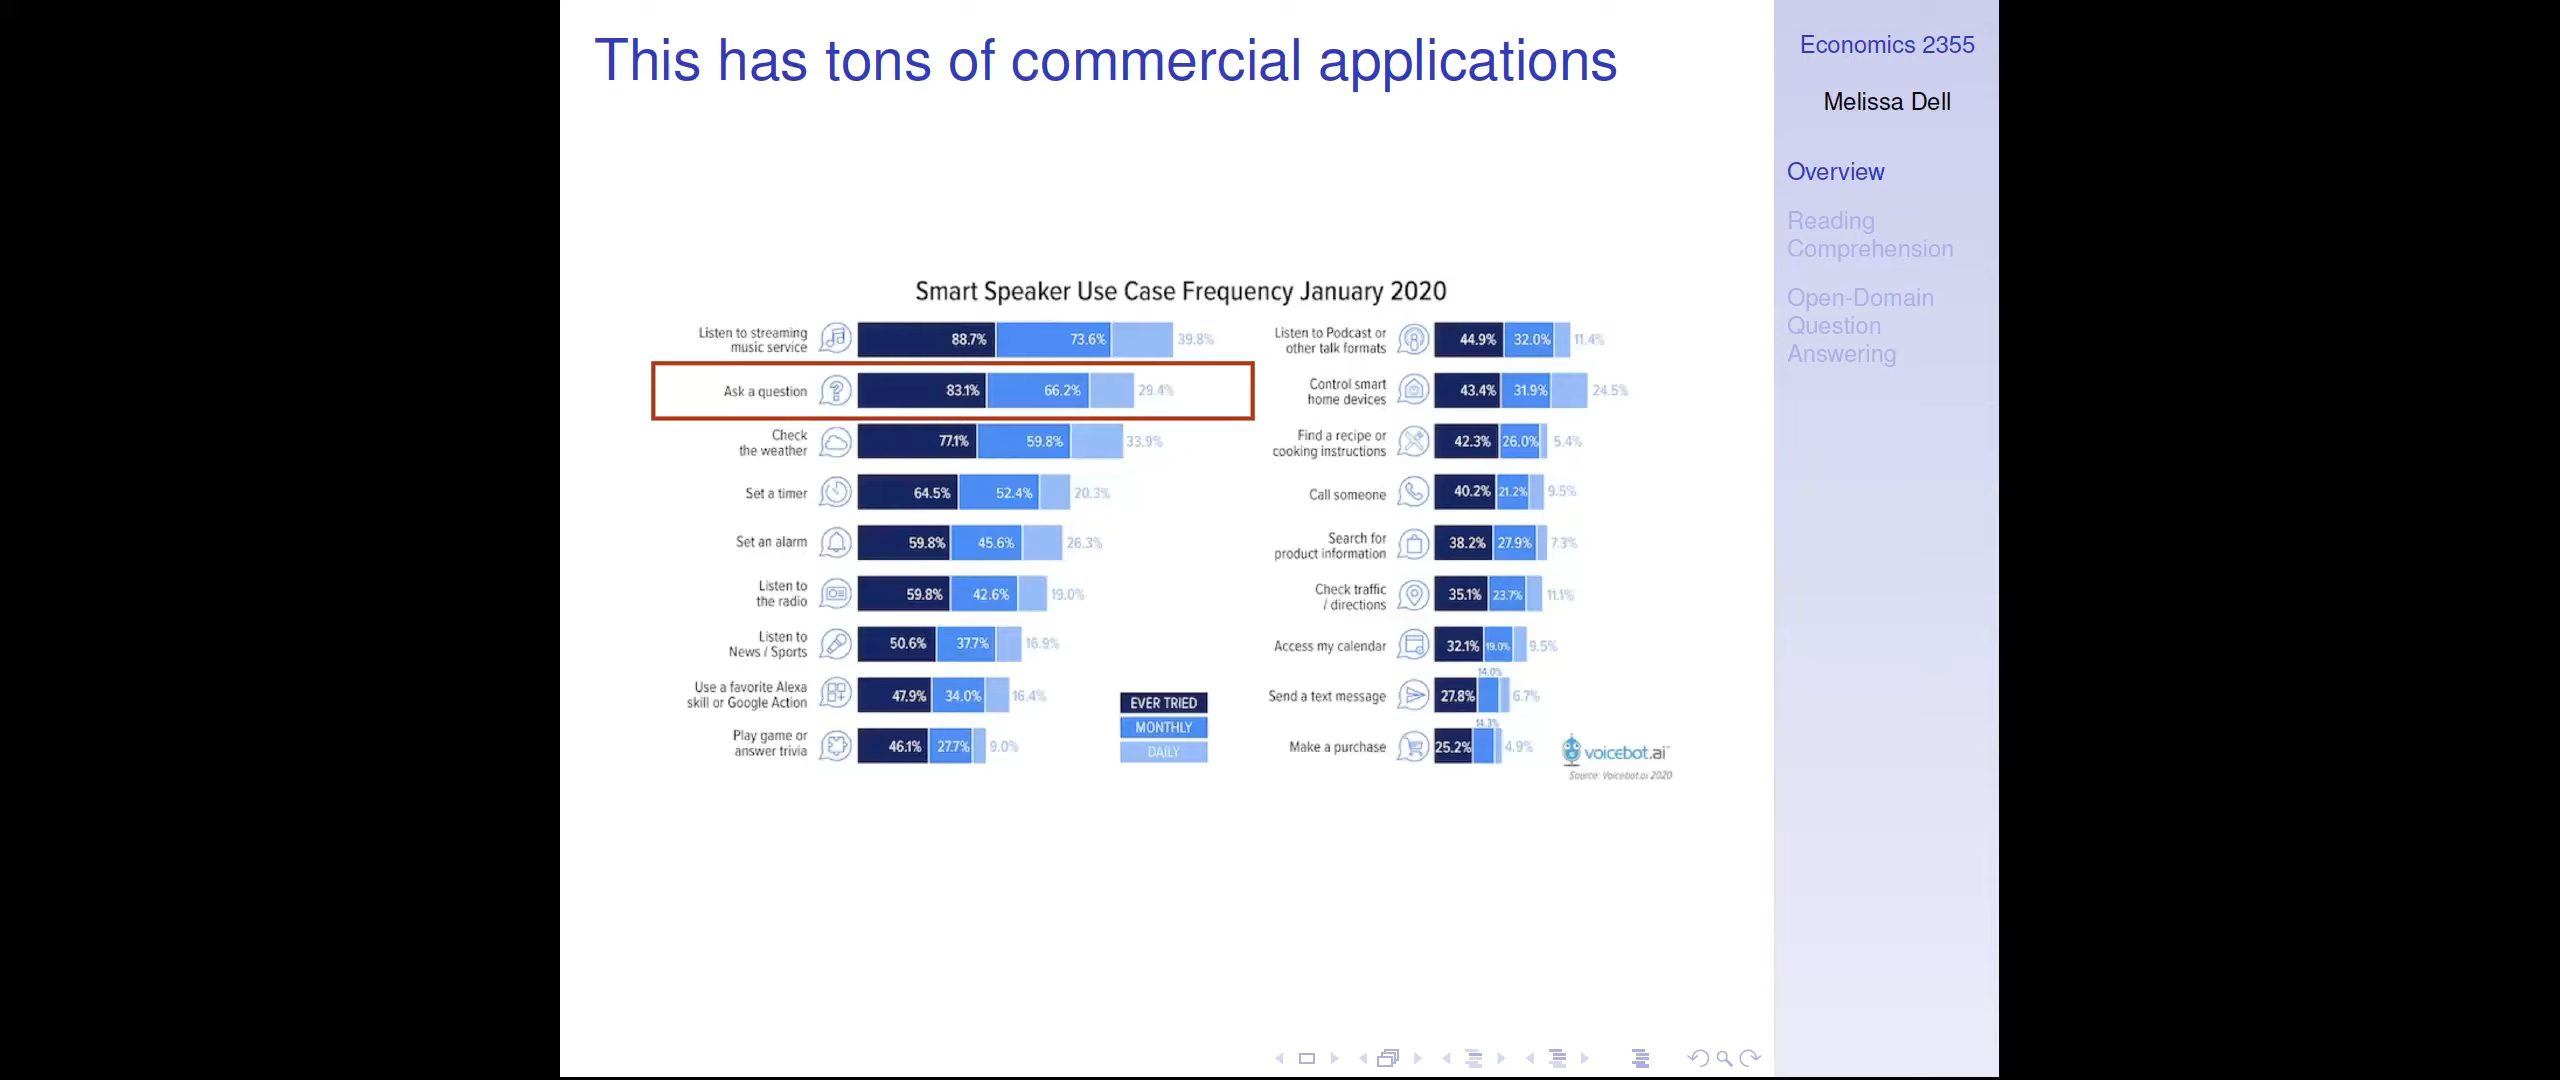 This has tons of commercial applications
Smart Speaker Use Case Frequency January 2020
Listen to streaming
music service
88.7% 73.6% 39.8%
Ask a question
83.1% 66.2% 29.4%
Check
the weather
77.1% 59.8% 33.9%
Set a timer
64.5% 52.4% 20.3%
Set an alarm
59.8% 45.6% 26.3%
Listen to
the radio
59.8% 42.6% 19.0%
Listen to
News / Sports
50.6% 37.7% 16.9%
Use a favorite Alexa
skill or Google Action
47.9% 34.0% 16.4%
Play game or
answer trivia
46.1% 27.7% 9.0%
EVER TRIED
MONTHLY
DAILY
Listen to Podcast or
other talk formats
44.9% 32.0% 11.4%
Control smart
home devices
43.4% 31.9% 24.5%
Find a recipe or
cooking instructions
42.3% 26.0% 5.4%
Call someone
40.2% 21.2% 9.5%
Search for
product information
38.2% 27.9% 7.3%
Check traffic
/ directions
35.1% 23.7% 11.1%
Access my calendar
32.1% 19.0% 9.5%
Send a text message
27.8% 14.0% 6.7%
Make a purchase
25.2% 14.3% 4.9%
voicebot.ai
Source: Voicebot.ai 2020
Economics 2355
Melissa Dell
Overview
Reading
Comprehension
Open-Domain
Question
Answering